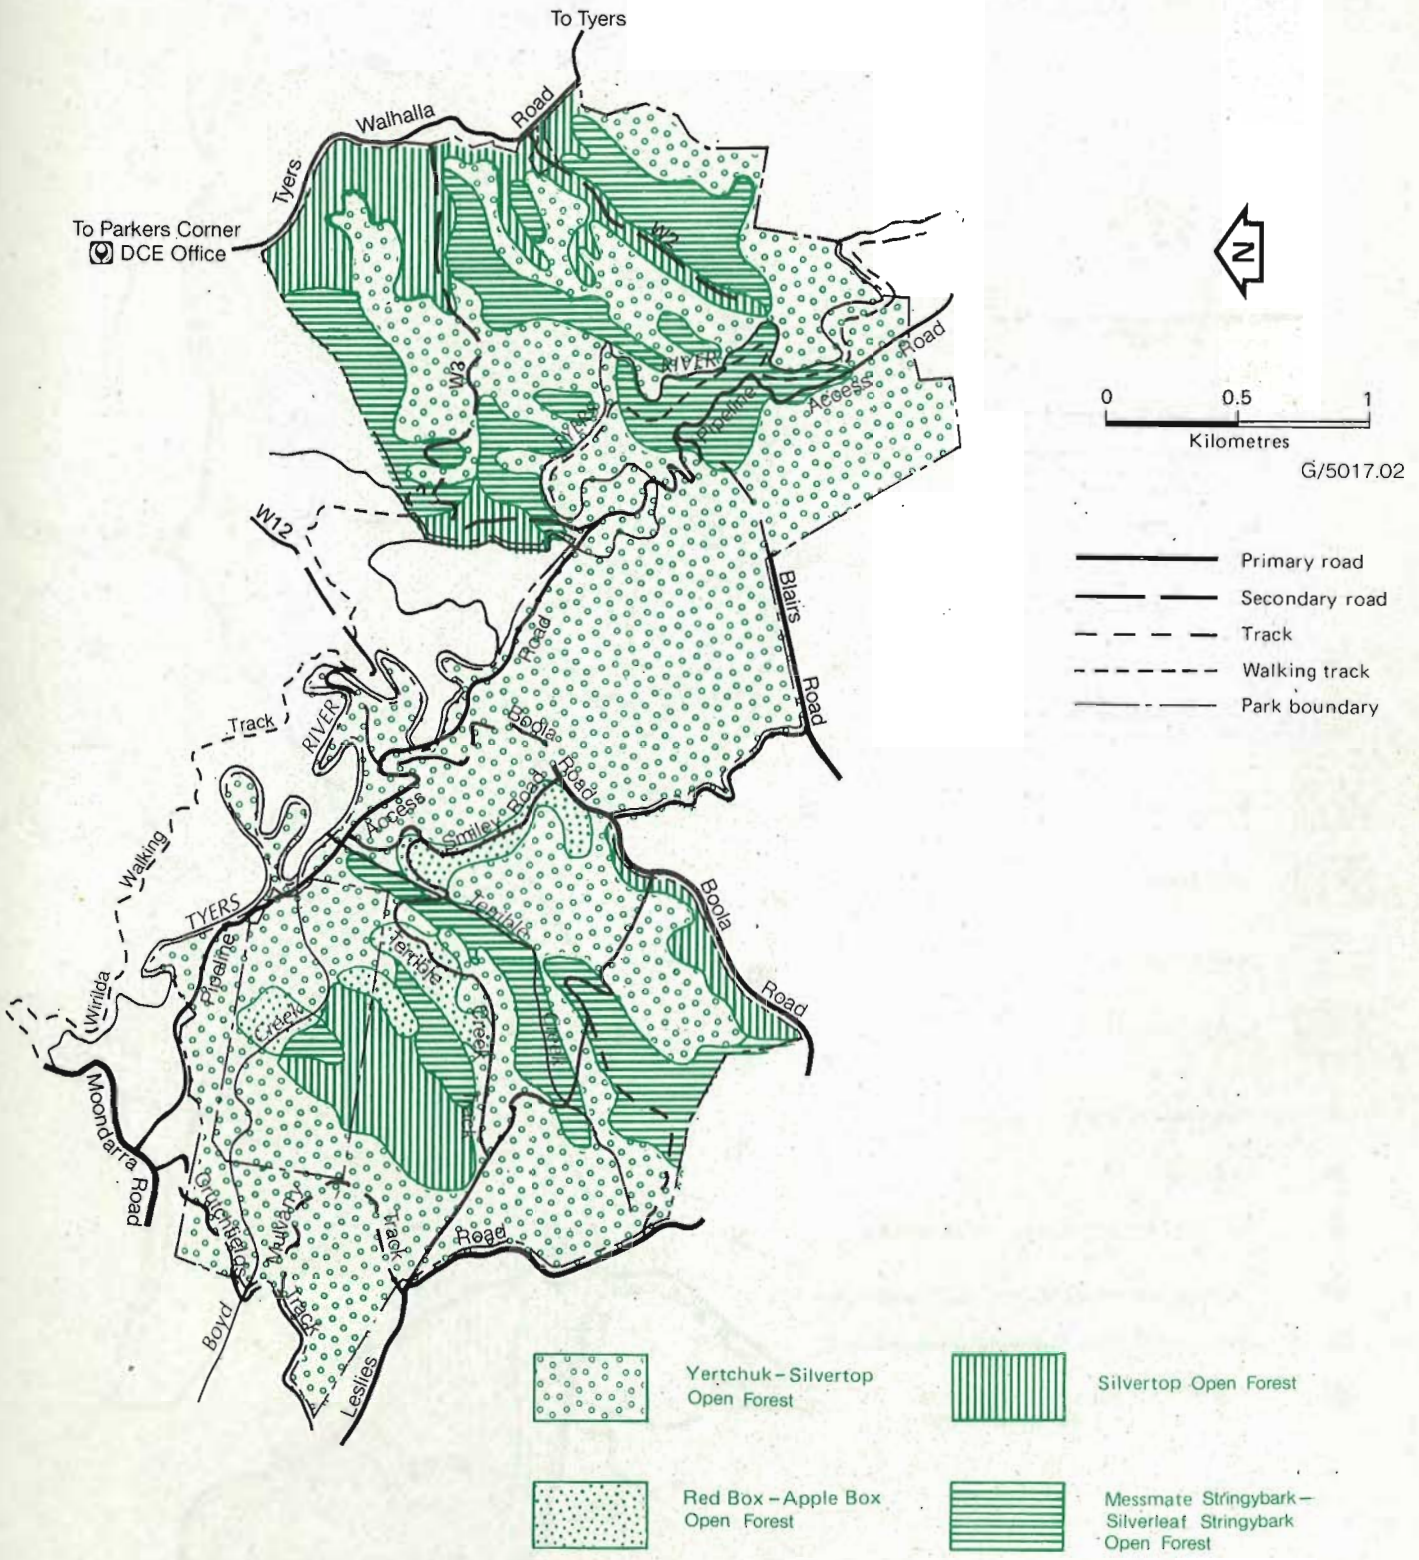 To Tyers
Walhalla
Road
Tyers
To Parkers Corner
DCE Office
W2
N
W3
RIVER
TYERS
Pipeline
Access
Road
0 0.5 1
Kilometres
G/5017.02
W12
Blairs
Road
Primary road
Secondary road
Track
Walking track
Park boundary
Road
Track
RIVER
Boola
Road
Access
Smiley Road
Walking
TYERS
Terrible
Boola
Road
Pipeline
Terrible
Creek
Track
Creek
Creek
Wirilda
Moondarra
Road
Crutchfields
Mulvany
Track
Track
Road
Boyd
Leslies
Yertchuk–Silvertop
Open Forest
Silvertop Open Forest
Red Box–Apple Box
Open Forest
Messmate Stringybark–
Silverleaf Stringybark
Open Forest